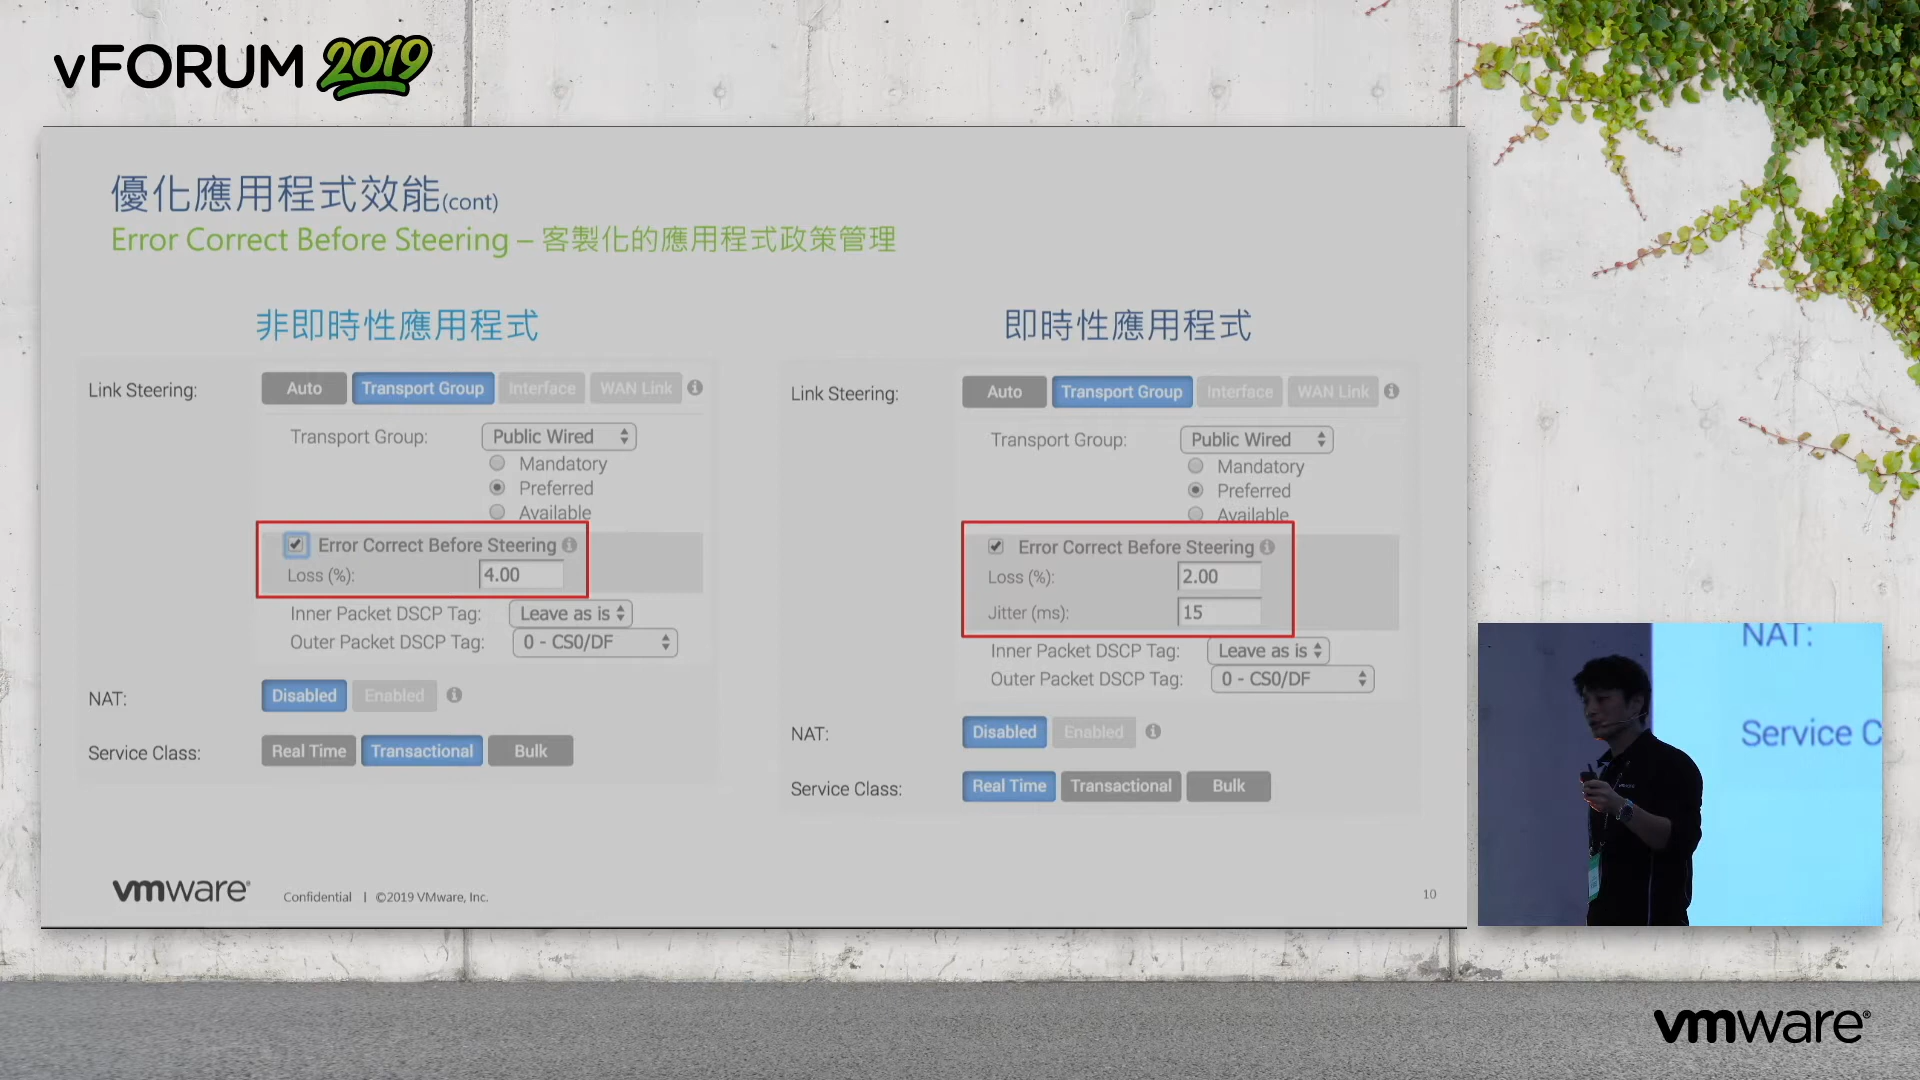 vFORUM 2019
優化應用程式效能(cont)
Error Correct Before Steering – 客製化的應用程式政策管理
非即時性應用程式
Link Steering: Auto Transport Group Interface WAN Link
Transport Group: Public Wired
Mandatory
Preferred
Available
Error Correct Before Steering
Loss (%): 4.00
Inner Packet DSCP Tag: Leave as is
Outer Packet DSCP Tag: 0 - CS0/DF
NAT: Disabled Enabled
Service Class: Real Time Transactional Bulk
即時性應用程式
Link Steering: Auto Transport Group Interface WAN Link
Transport Group: Public Wired
Mandatory
Preferred
Available
Error Correct Before Steering
Loss (%): 2.00
Jitter (ms): 15
Inner Packet DSCP Tag: Leave as is
Outer Packet DSCP Tag: 0 - CS0/DF
NAT: Disabled Enabled
Service Class: Real Time Transactional Bulk
vmware® Confidential | ©2019 VMware, Inc. 10
NAT:
Service C
vmware®